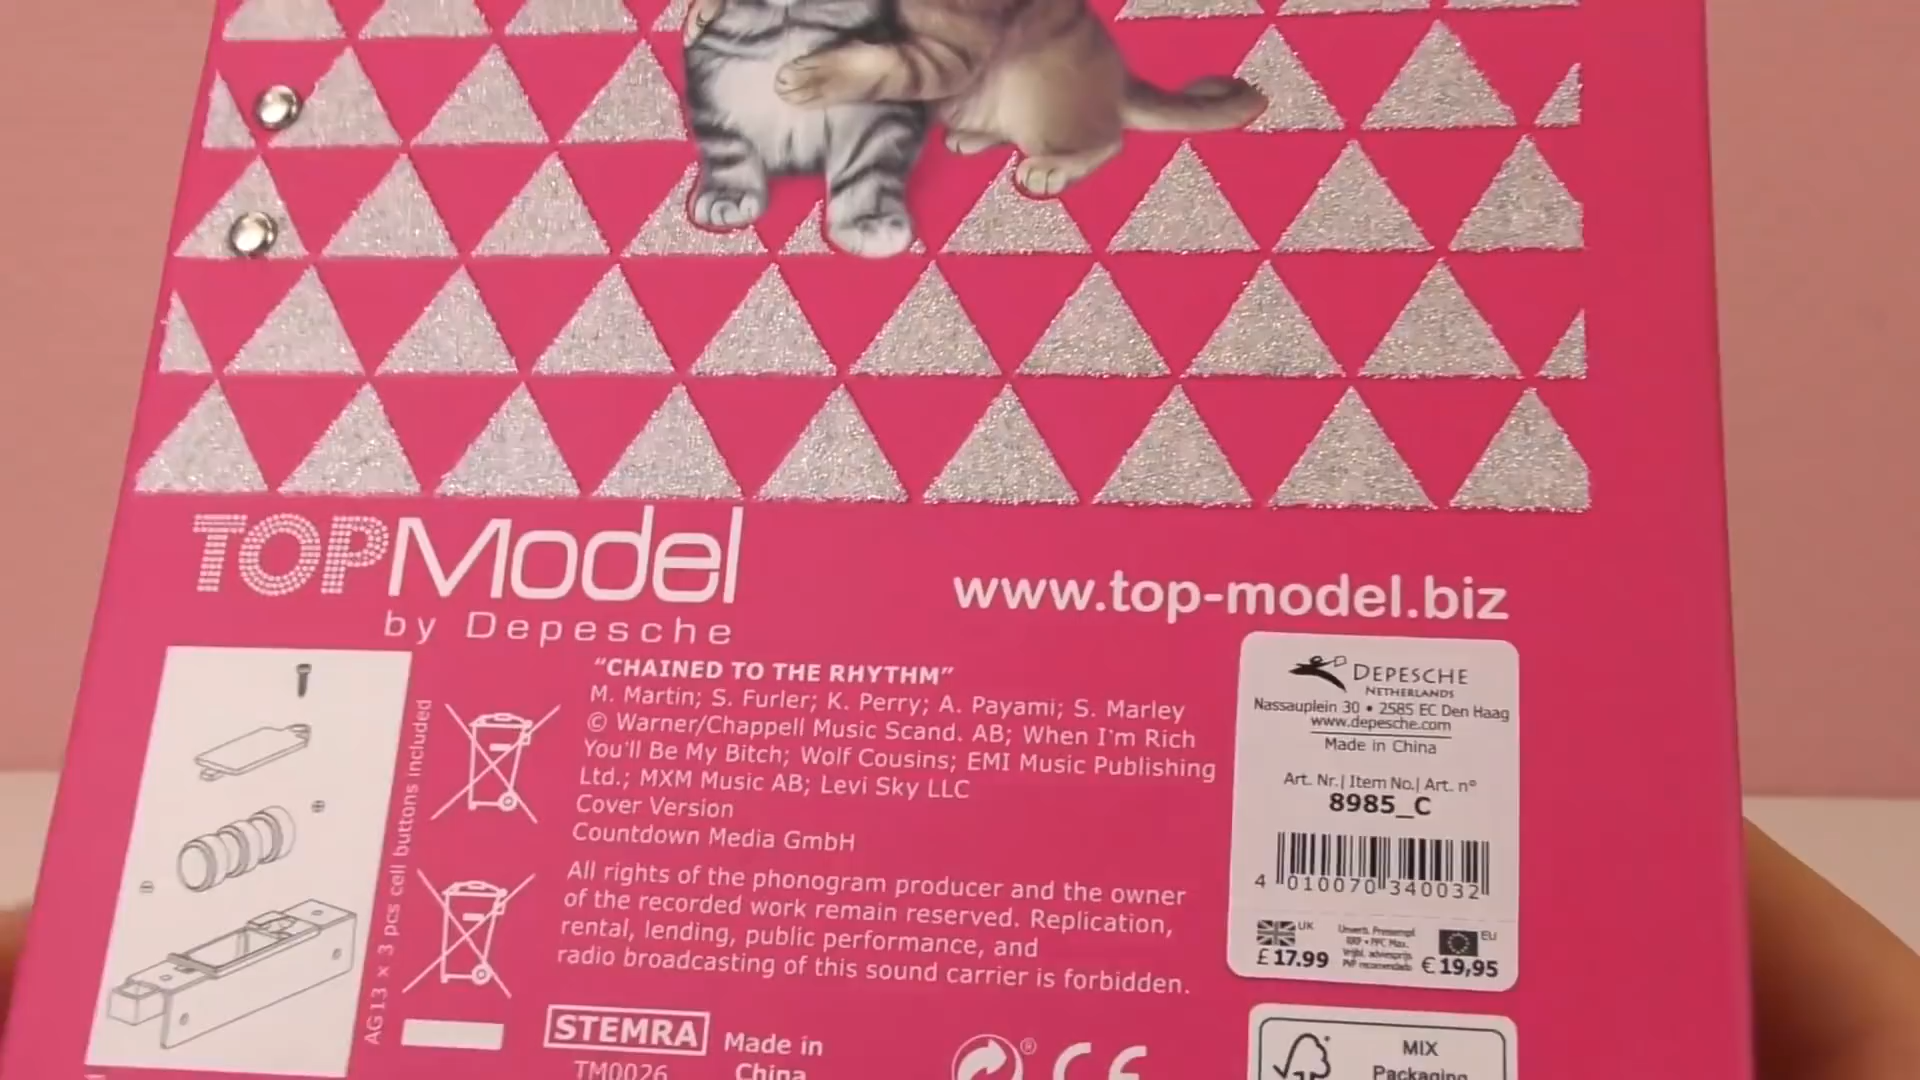 TOPModel
by Depesche
www.top-model.biz
"CHAINED TO THE RHYTHM"
M. Martin; S. Furler; K. Perry; A. Payami; S. Marley
© Warner/Chappell Music Scand. AB; When I'm Rich
You'll Be My Bitch; Wolf Cousins; EMI Music Publishing
Ltd.; MXM Music AB; Levi Sky LLC
Cover Version
Countdown Media GmbH
All rights of the phonogram producer and the owner
of the recorded work remain reserved. Replication,
rental, lending, public performance, and
radio broadcasting of this sound carrier is forbidden.
AG13 x 3 pcs cell buttons included
STEMRA
TM0026
Made in
China
® CE
DEPESCHE
NETHERLANDS
Nassauplein 30 • 2585 EC Den Haag
www.depesche.com
Made in China
Art. Nr.| Item No.| Art. n°
8985_C
4 010070 340032
UK
£ 17.99
EU
€ 19,95
MIX
Packaging